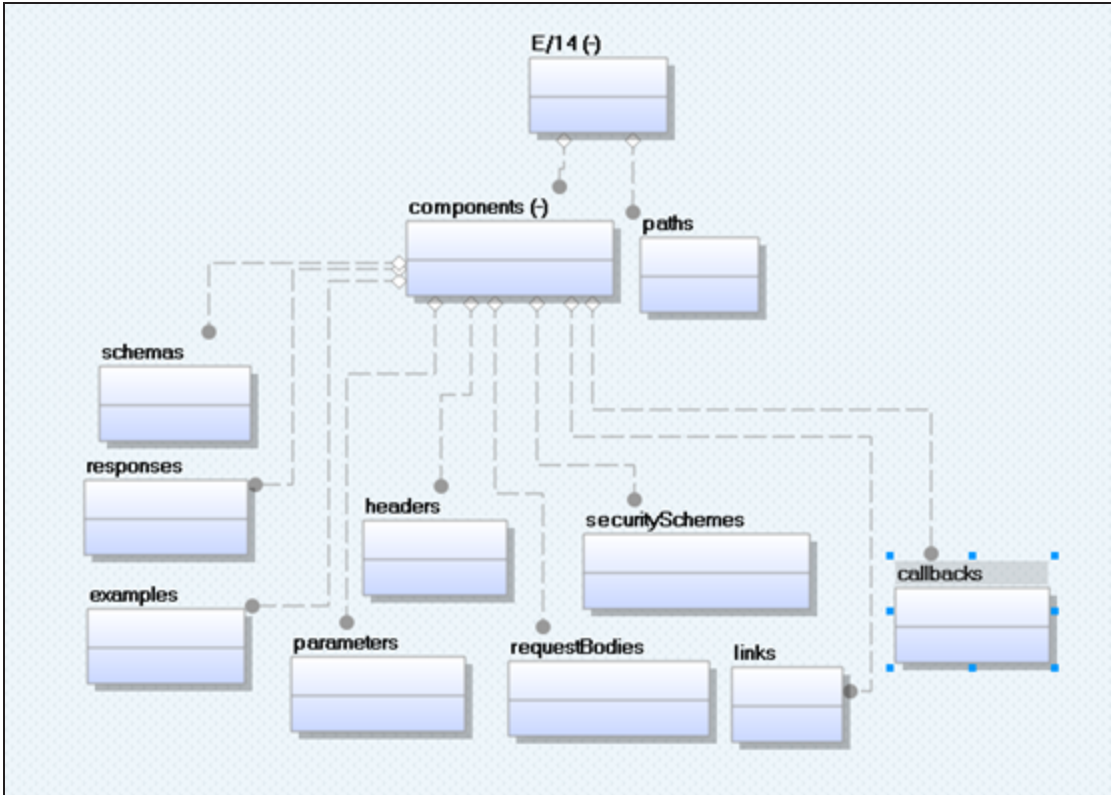 E/14 (-)
components (-)
paths
schemas
responses
headers
securitySchemes
callbacks
examples
parameters
requestBodies
links